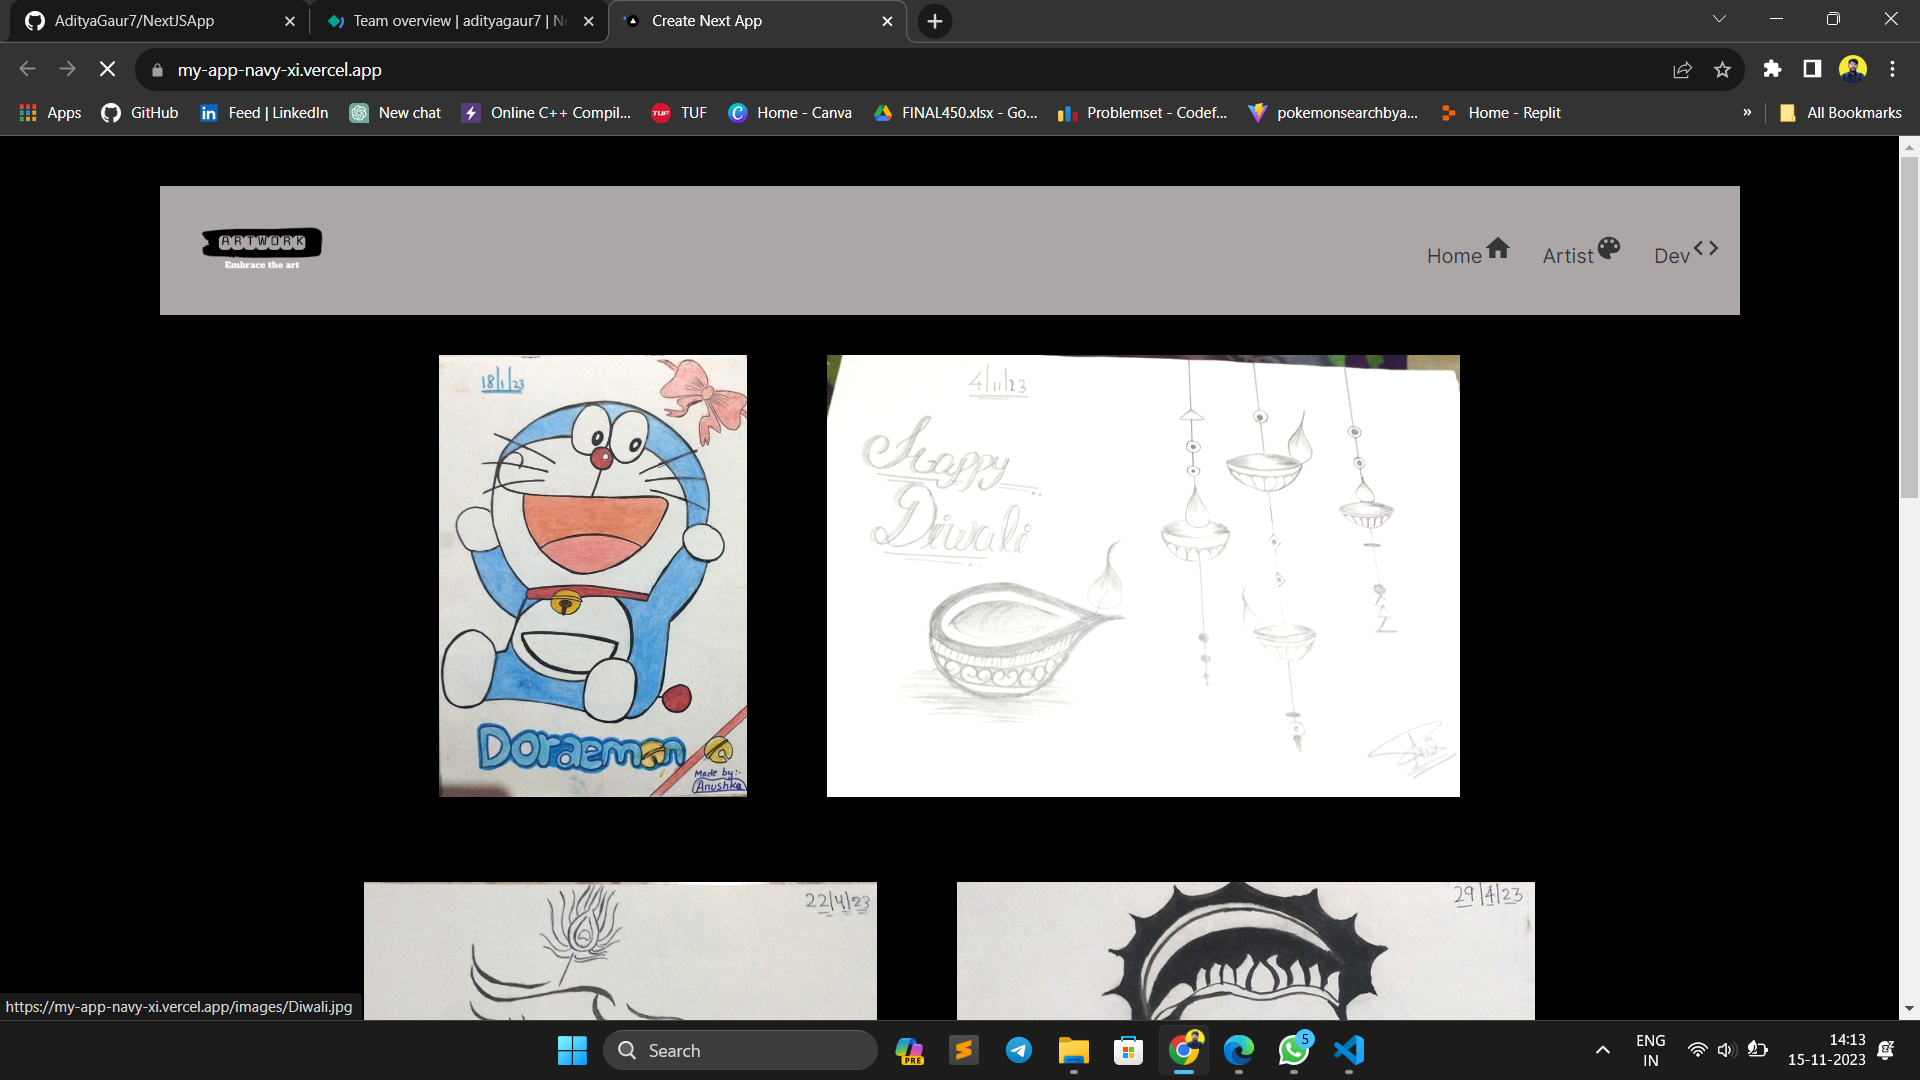 AdityaGaur7/NextJSApp
Team overview | adityagaur7 | Ne
Create Next App
my-app-navy-xi.vercel.app
Apps
GitHub
Feed | LinkedIn
New chat
Online C++ Compil...
TUF
TUF
Home - Canva
FINAL450.xlsx - Go...
Problemset - Codef...
pokemonsearchbya...
Home - Replit
»
All Bookmarks
ARTWORK
Embrace the art
Home
Artist
Dev
18/1/23
Doraemon
Made by:-
Anushka
4/11/23
Happy
Diwali
22/4/23
29/4/23
https://my-app-navy-xi.vercel.app/images/Diwali.jpg
Search
PRE
5
ENG
IN
14:13
15-11-2023